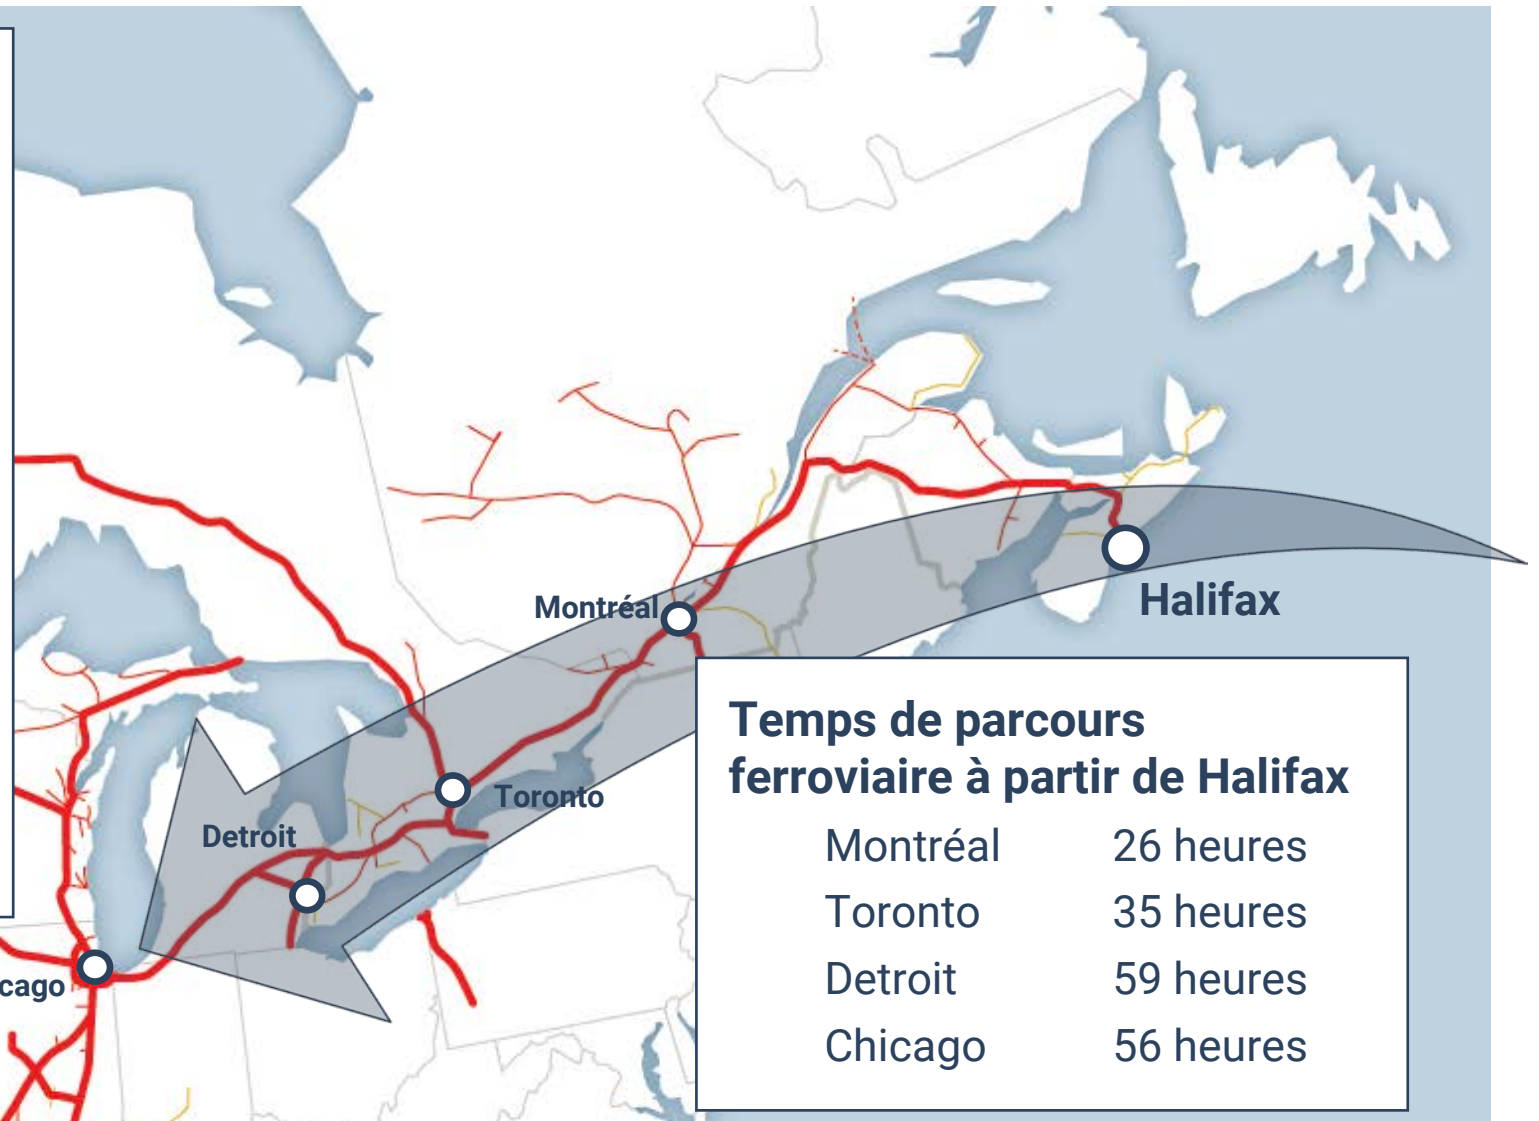 Montréal
Halifax
Toronto
Detroit
cago
Temps de parcours
ferroviaire à partir de Halifax
Montréal 26 heures
Toronto 35 heures
Detroit 59 heures
Chicago 56 heures